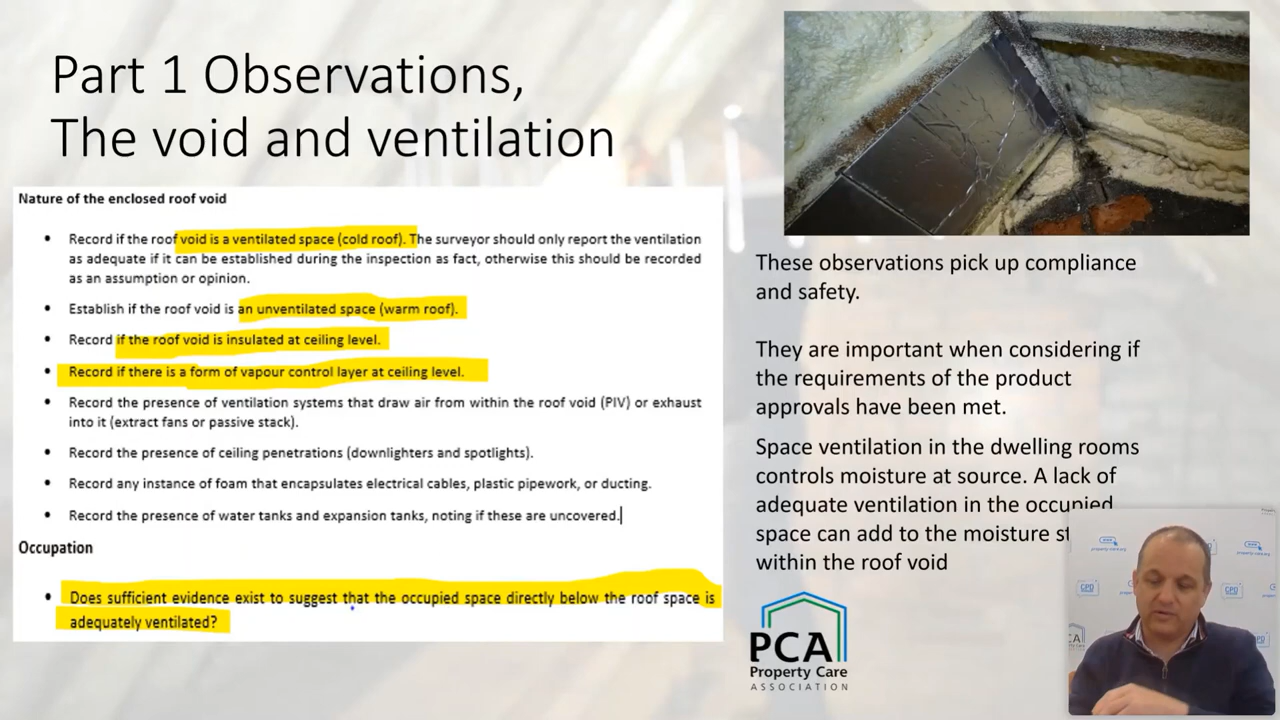 Part 1 Observations,
The void and ventilation
Nature of the enclosed roof void
• Record if the roof void is a ventilated space (cold roof). The surveyor should only report the ventilation
as adequate if it can be established during the inspection as fact, otherwise this should be recorded
as an assumption or opinion.
• Establish if the roof void is an unventilated space (warm roof).
• Record if the roof void is insulated at ceiling level.
• Record if there is a form of vapour control layer at ceiling level.
• Record the presence of ventilation systems that draw air from within the roof void (PIV) or exhaust
into it (extract fans or passive stack).
• Record the presence of ceiling penetrations (downlighters and spotlights).
• Record any instance of foam that encapsulates electrical cables, plastic pipework, or ducting.
• Record the presence of water tanks and expansion tanks, noting if these are uncovered.
Occupation
• Does sufficient evidence exist to suggest that the occupied space directly below the roof space is
adequately ventilated?
These observations pick up compliance
and safety.
They are important when considering if
the requirements of the product
approvals have been met.
Space ventilation in the dwelling rooms
controls moisture at source. A lack of
adequate ventilation in the occupied
space can add to the moisture
within the roof void
PCA
Property Care
ASSOCIATION
CPD
CPD